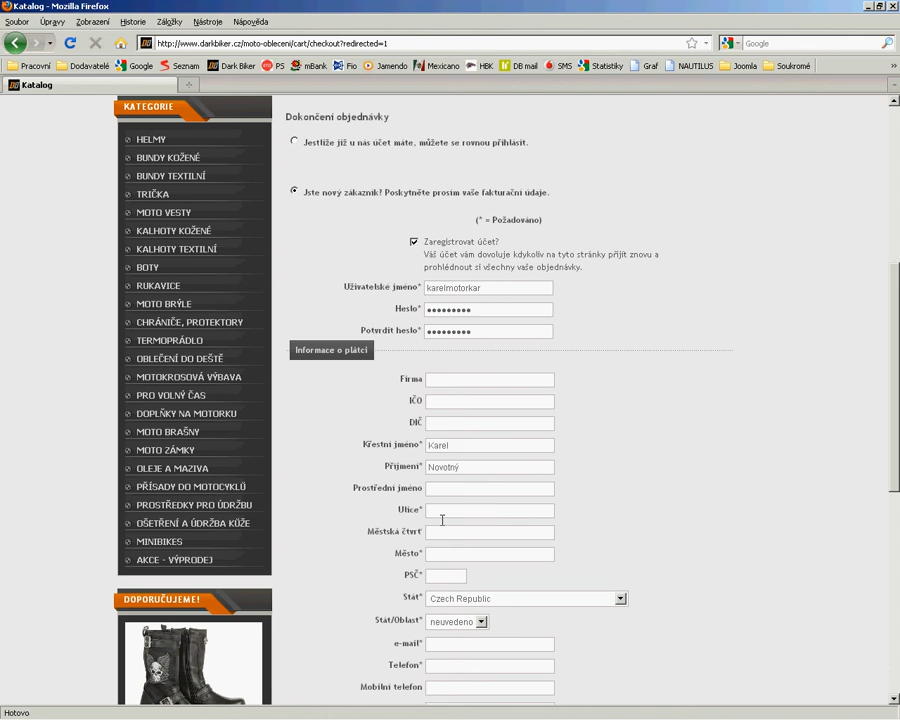 Katalog - Mozilla Firefox
Soubor Úpravy Zobrazení Historie Záložky Nástroje Nápověda
http://www.darkbiker.cz/moto-obleceni/cart/checkout?redirected=1
Google
Pracovní Dodavatelé Google Seznam Dark Biker PS mBank Fio Jamendo Mexicano HBK DB mail SMS Statistiky Graf NAUTILUS Joomla Soukromé
Katalog
KATEGORIE
HELMY
BUNDY KOŽENÉ
BUNDY TEXTILNÍ
TRIČKA
MOTO VESTY
KALHOTY KOŽENÉ
KALHOTY TEXTILNÍ
BOTY
RUKAVICE
MOTO BRÝLE
CHRÁNIČE, PROTEKTORY
TERMOPRÁDLO
OBLEČENÍ DO DEŠTĚ
MOTOKROSOVÁ VÝBAVA
PRO VOLNÝ ČAS
DOPLŇKY NA MOTORKU
MOTO BRAŠNY
MOTO ZÁMKY
OLEJE A MAZIVA
PŘÍSADY DO MOTOCYKLŮ
PROSTŘEDKY PRO ÚDRŽBU
OŠETŘENÍ A ÚDRŽBA KŮŽE
MINIBIKES
AKCE - VÝPRODEJ
DOPORUČUJEME!
Dokončení objednávky
Jestliže již u nás účet máte, můžete se rovnou přihlásit.
Jste nový zákazník? Poskytněte prosím vaše fakturační údaje.
(* = Požadováno)
Zaregistrovat účet?
Váš účet vám dovoluje kdykoliv na tyto stránky přijít znovu a
prohlédnout si všechny vaše objednávky.
Uživatelské jméno* karelmotorkar
Heslo* ●●●●●●●●●
Potvrdit heslo* ●●●●●●●●●
Informace o plátci
Firma
IČO
DIČ
Křestní jméno* Karel
Příjmení* Novotný
Prostřední jméno
Ulice*
Městská čtvrť
Město*
PSČ*
Stát* Czech Republic
Stát/Oblast* neuvedeno
e-mail*
Telefon*
Mobilní telefon
Hotovo